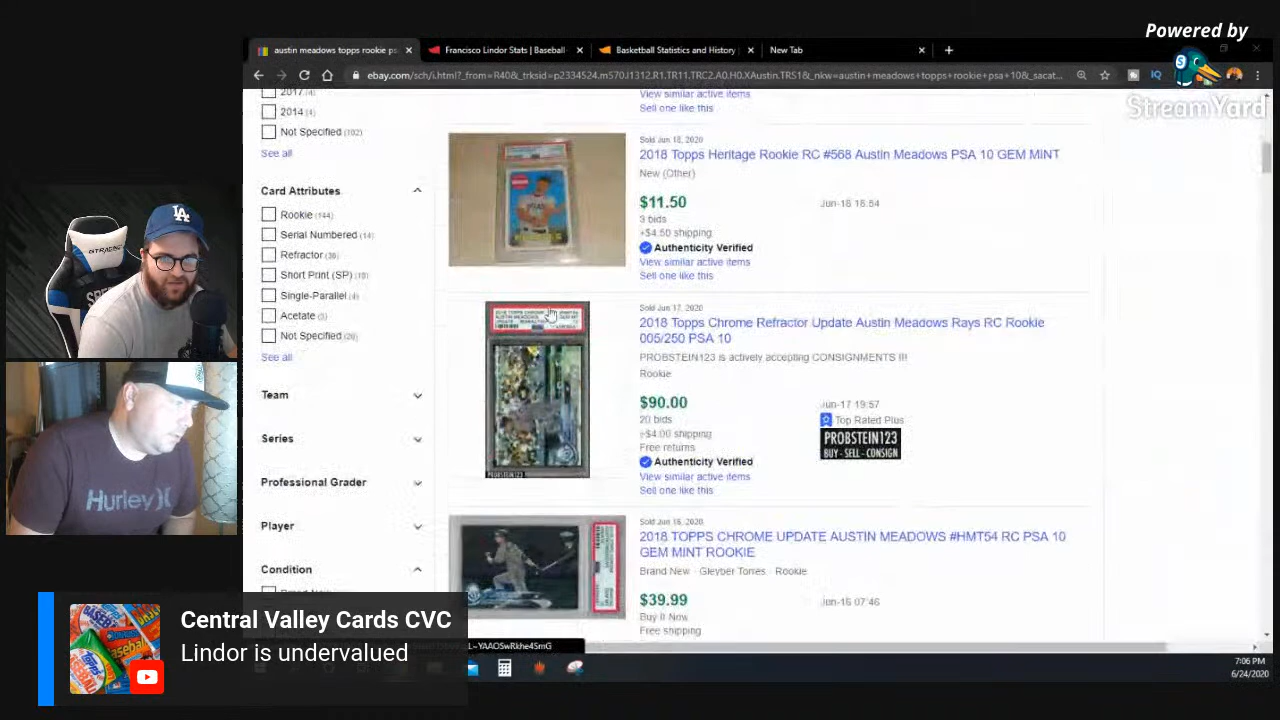 Powered by
StreamYard
austin meadows topps rookie ps
Francisco Lindor Stats | Baseball-
Basketball Statistics and History |
New Tab
ebay.com/sch/i.html?_from=R40&_trksid=p2334524.m570.l1312.R1.TR11.TRC2.A0.H0.XAustin.TRS1&_nkw=austin+meadows+topps+rookie+psa+10&_sacat...
2017 (4)
2014 (4)
Not Specified (102)
See all
Card Attributes
Rookie (144)
Serial Numbered (14)
Refractor (36)
Short Print (SP) (10)
Single-Parallel (4)
Acetate (3)
Not Specified (20)
See all
Team
Series
Professional Grader
Player
Condition
View similar active items
Sell one like this
Sold Jun 18, 2020
2018 Topps Heritage Rookie RC #568 Austin Meadows PSA 10 GEM MINT
New (Other)
$11.50
Jun-18 18:54
3 bids
+$4.50 shipping
Authenticity Verified
View similar active items
Sell one like this
Sold Jun 17, 2020
2018 Topps Chrome Refractor Update Austin Meadows Rays RC Rookie
005/250 PSA 10
PROBSTEIN123 is actively accepting CONSIGNMENTS !!!
Rookie
$90.00
Jun-17 19:57
20 bids
Top Rated Plus
+$4.00 shipping
Free returns
PROBSTEIN123
BUY - SELL - CONSIGN
Authenticity Verified
View similar active items
Sell one like this
PROBSTEIN123
Sold Jun 16, 2020
2018 TOPPS CHROME UPDATE AUSTIN MEADOWS #HMT54 RC PSA 10
GEM MINT ROOKIE
Brand New · Gleyber Torres · Rookie
$39.99
Jun-16 07:46
Buy It Now
Free shipping
LA
Hurley
Central Valley Cards CVC
Lindor is undervalued
7:06 PM
6/24/2020